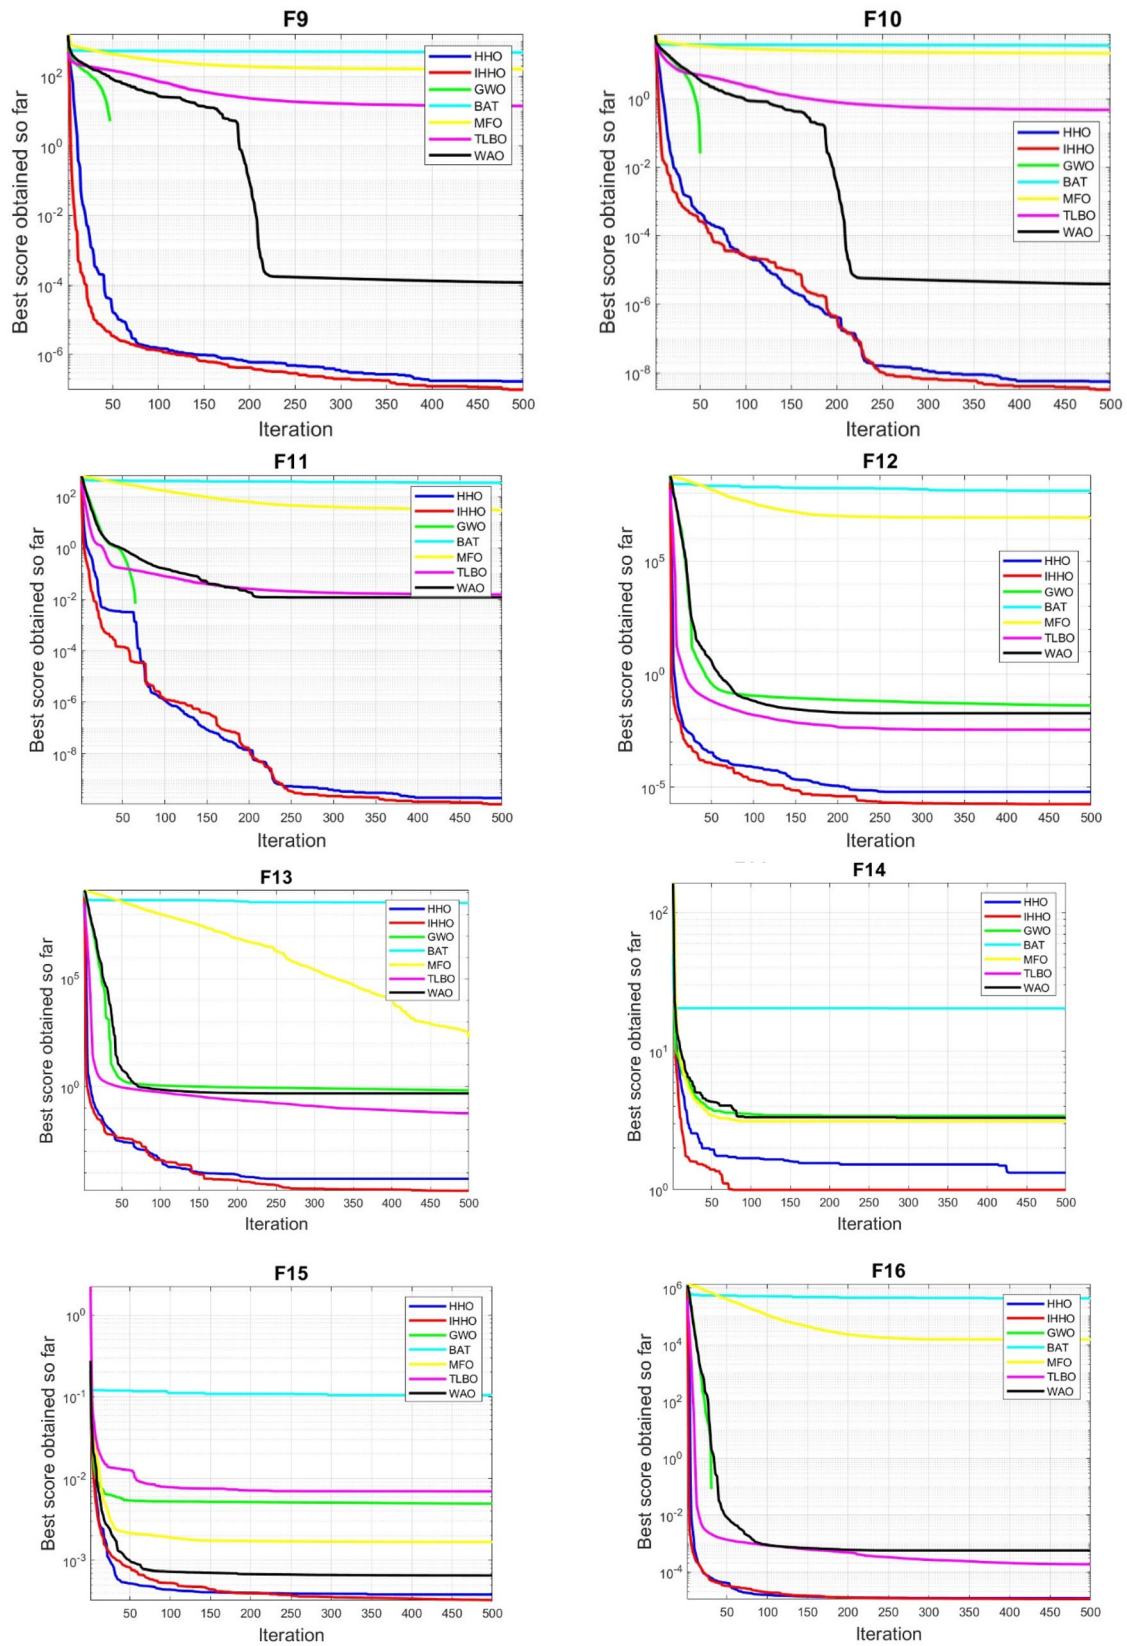 F9
Best score obtained so far
10^2
10^0
10^-2
10^-4
10^-6
HHO
IHHO
GWO
BAT
MFO
TLBO
WAO
50 100 150 200 250 300 350 400 450 500
Iteration
F10
Best score obtained so far
10^0
10^-2
10^-4
10^-6
10^-8
HHO
IHHO
GWO
BAT
MFO
TLBO
WAO
50 100 150 200 250 300 350 400 450 500
Iteration
F11
Best score obtained so far
10^2
10^0
10^-2
10^-4
10^-6
10^-8
HHO
IHHO
GWO
BAT
MFO
TLBO
WAO
50 100 150 200 250 300 350 400 450 500
Iteration
F12
Best score obtained so far
10^5
10^0
10^-5
HHO
IHHO
GWO
BAT
MFO
TLBO
WAO
50 100 150 200 250 300 350 400 450 500
Iteration
F13
Best score obtained so far
10^5
10^0
HHO
IHHO
GWO
BAT
MFO
TLBO
WAO
50 100 150 200 250 300 350 400 450 500
Iteration
F14
Best score obtained so far
10^2
10^1
10^0
HHO
IHHO
GWO
BAT
MFO
TLBO
WAO
50 100 150 200 250 300 350 400 450 500
Iteration
F15
Best score obtained so far
10^0
10^-1
10^-2
10^-3
HHO
IHHO
GWO
BAT
MFO
TLBO
WAO
50 100 150 200 250 300 350 400 450 500
Iteration
F16
Best score obtained so far
10^6
10^4
10^2
10^0
10^-2
10^-4
HHO
IHHO
GWO
BAT
MFO
TLBO
WAO
50 100 150 200 250 300 350 400 450 500
Iteration